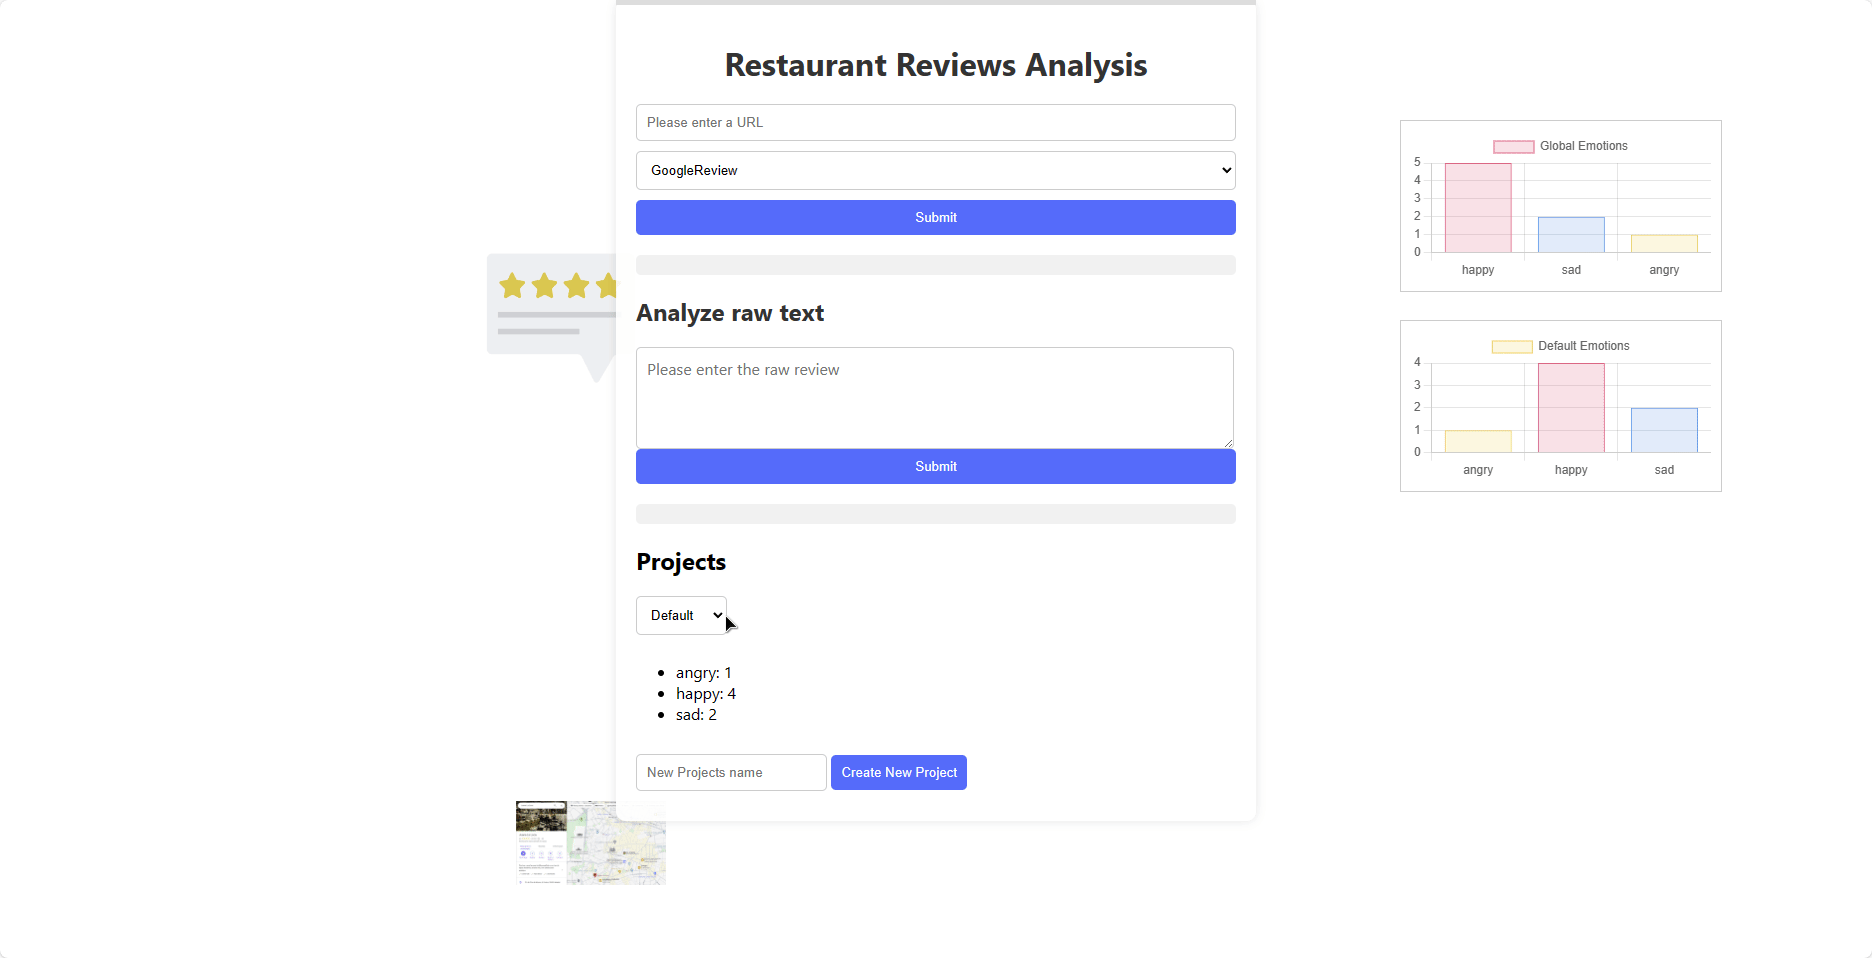 Restaurant Reviews Analysis
Please enter a URL
GoogleReview
Submit
Analyze raw text
Please enter the raw review
Submit
Projects
Default
angry: 1
happy: 4
sad: 2
New Projects name
Create New Project
Global Emotions
5
4
3
2
1
0
happy sad angry
Default Emotions
4
3
2
1
0
angry happy sad